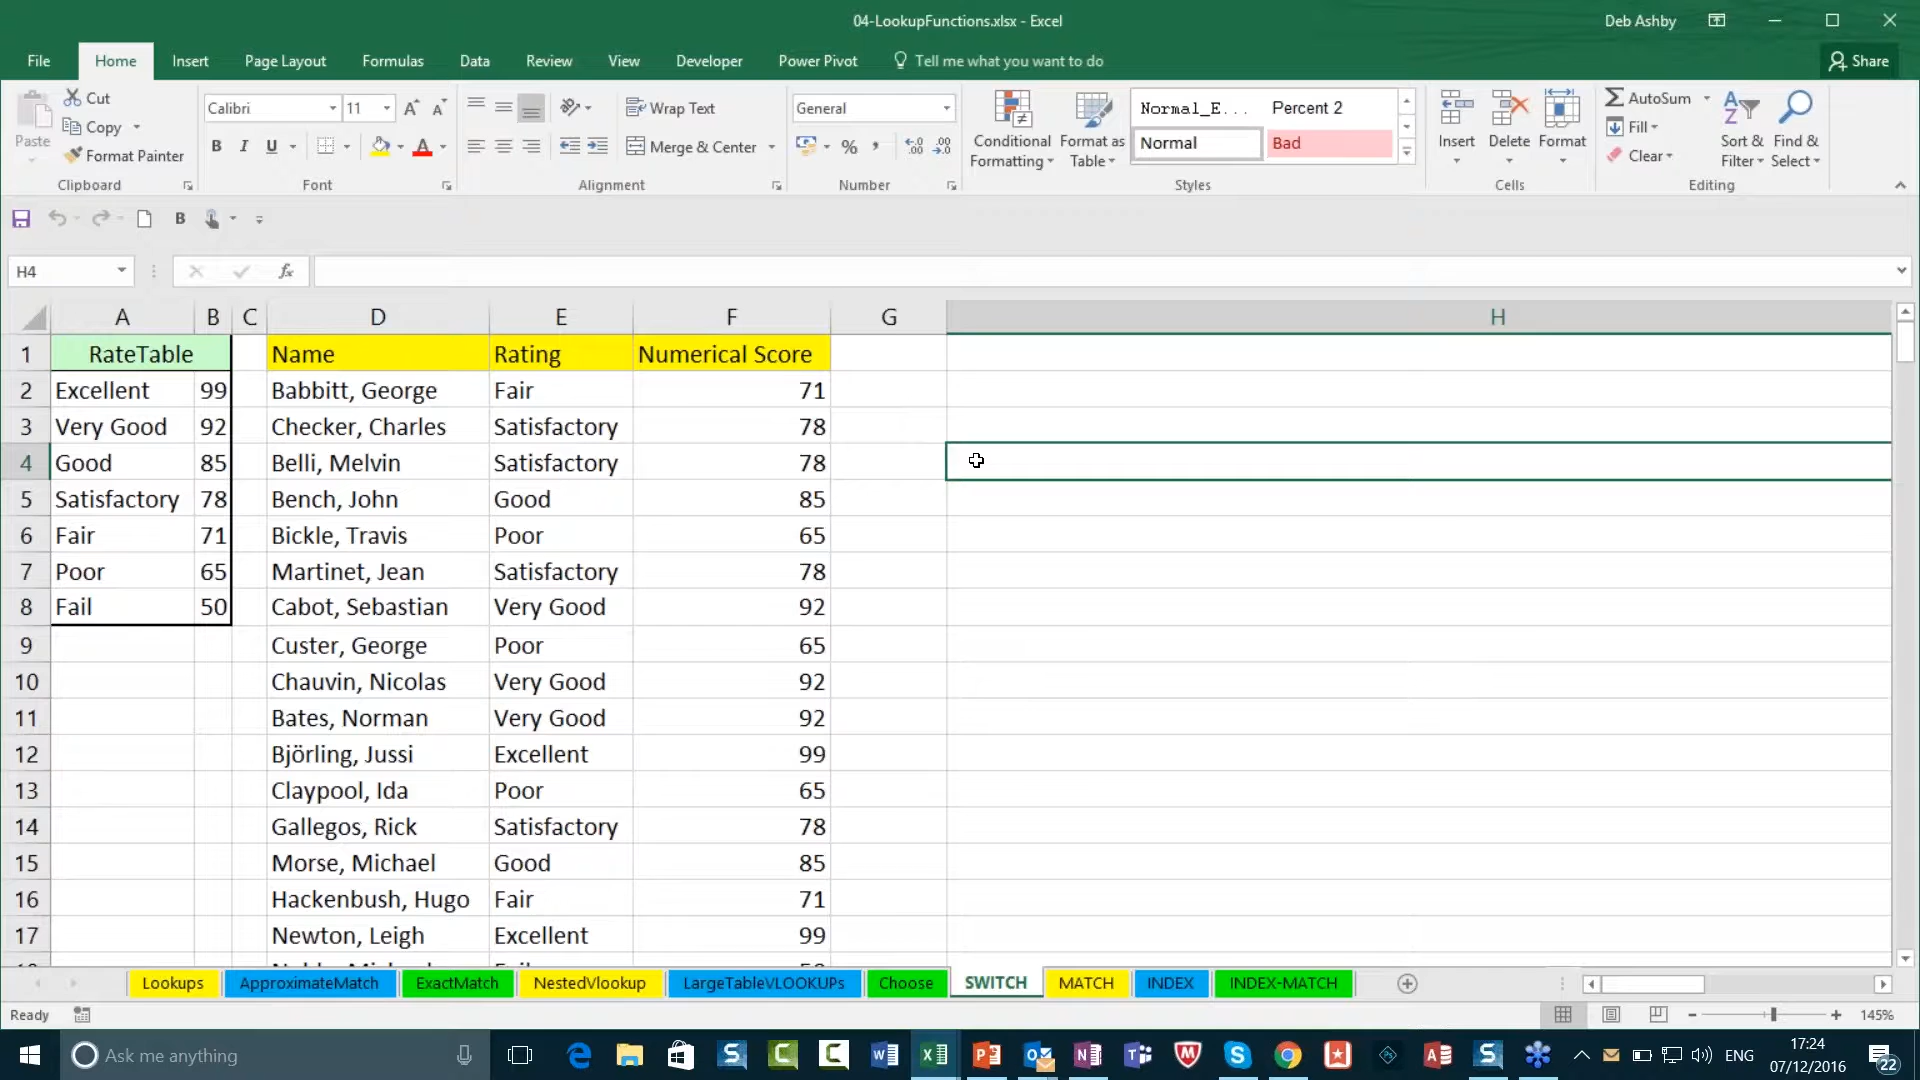 04-LookupFunctions.xlsx - Excel
Deb Ashby
File Home Insert Page Layout Formulas Data Review View Developer Power Pivot Tell me what you want to do Share
Paste
Cut
Copy
Format Painter
Clipboard
Calibri 11
B I U
Font
Wrap Text
Merge & Center
Alignment
General
%
Number
Conditional Formatting
Format as Table
Normal_E... Percent 2
Normal Bad
Styles
Insert Delete Format
Cells
AutoSum
Fill
Clear
Sort & Filter
Find & Select
Editing
B
H4 fx
A B C D E F G H
1 RateTable Name Rating Numerical Score
2 Excellent 99 Babbitt, George Fair 71
3 Very Good 92 Checker, Charles Satisfactory 78
4 Good 85 Belli, Melvin Satisfactory 78
5 Satisfactory 78 Bench, John Good 85
6 Fair 71 Bickle, Travis Poor 65
7 Poor 65 Martinet, Jean Satisfactory 78
8 Fail 50 Cabot, Sebastian Very Good 92
9 Custer, George Poor 65
10 Chauvin, Nicolas Very Good 92
11 Bates, Norman Very Good 92
12 Björling, Jussi Excellent 99
13 Claypool, Ida Poor 65
14 Gallegos, Rick Satisfactory 78
15 Morse, Michael Good 85
16 Hackenbush, Hugo Fair 71
17 Newton, Leigh Excellent 99
Lookups ApproximateMatch ExactMatch NestedVlookup LargeTableVLOOKUPs Choose SWITCH MATCH INDEX INDEX-MATCH
Ready 145%
Ask me anything
ENG
17:24
07/12/2016
22